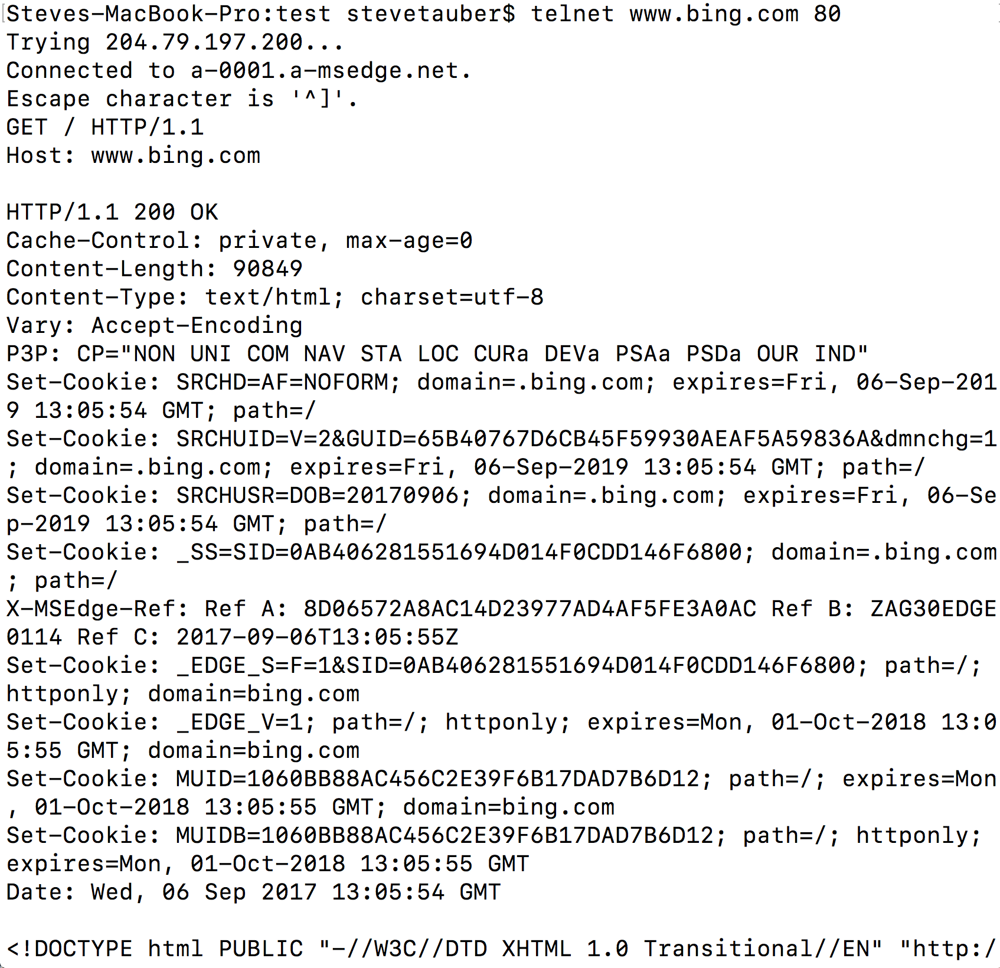 Steves-MacBook-Pro:test stevetauber$ telnet www.bing.com 80
Trying 204.79.197.200...
Connected to a-0001.a-msedge.net.
Escape character is '^]'.
GET / HTTP/1.1
Host: www.bing.com

HTTP/1.1 200 OK
Cache-Control: private, max-age=0
Content-Length: 90849
Content-Type: text/html; charset=utf-8
Vary: Accept-Encoding
P3P: CP="NON UNI COM NAV STA LOC CURa DEVa PSAa PSDa OUR IND"
Set-Cookie: SRCHD=AF=NOFORM; domain=.bing.com; expires=Fri, 06-Sep-201
9 13:05:54 GMT; path=/
Set-Cookie: SRCHUID=V=2&GUID=65B40767D6CB45F59930AEAF5A59836A&dmnchg=1
; domain=.bing.com; expires=Fri, 06-Sep-2019 13:05:54 GMT; path=/
Set-Cookie: SRCHUSR=DOB=20170906; domain=.bing.com; expires=Fri, 06-Se
p-2019 13:05:54 GMT; path=/
Set-Cookie: _SS=SID=0AB406281551694D014F0CDD146F6800; domain=.bing.com
; path=/
X-MSEdge-Ref: Ref A: 8D06572A8AC14D23977AD4AF5FE3A0AC Ref B: ZAG30EDGE
0114 Ref C: 2017-09-06T13:05:55Z
Set-Cookie: _EDGE_S=F=1&SID=0AB406281551694D014F0CDD146F6800; path=/;
httponly; domain=bing.com
Set-Cookie: _EDGE_V=1; path=/; httponly; expires=Mon, 01-Oct-2018 13:0
5:55 GMT; domain=bing.com
Set-Cookie: MUID=1060BB88AC456C2E39F6B17DAD7B6D12; path=/; expires=Mon
, 01-Oct-2018 13:05:55 GMT; domain=bing.com
Set-Cookie: MUIDB=1060BB88AC456C2E39F6B17DAD7B6D12; path=/; httponly;
expires=Mon, 01-Oct-2018 13:05:55 GMT
Date: Wed, 06 Sep 2017 13:05:54 GMT

<!DOCTYPE html PUBLIC "-//W3C//DTD XHTML 1.0 Transitional//EN" "http:/